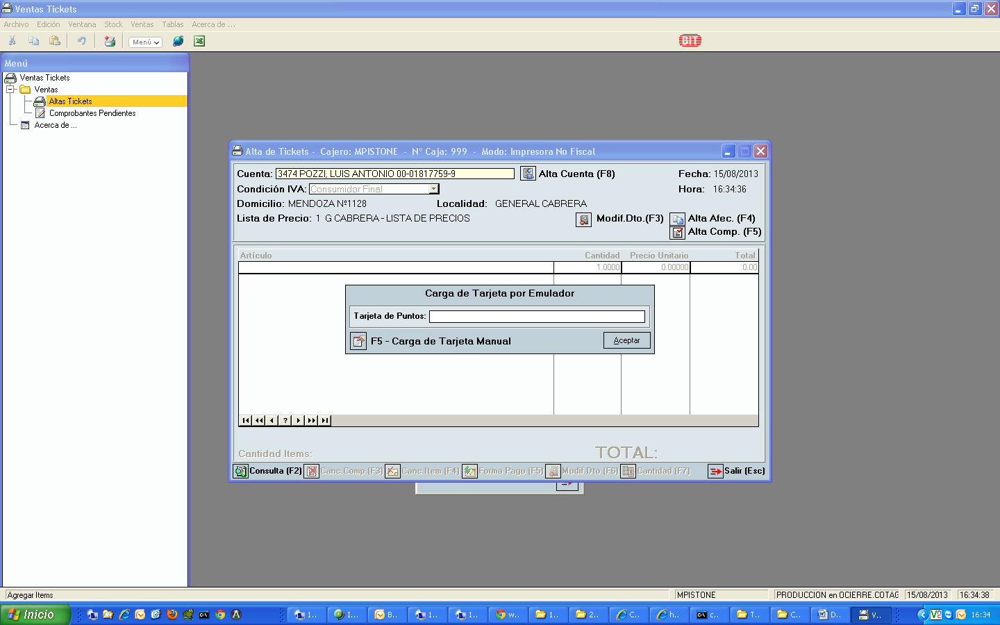 Ventas Tickets
Archivo Edición Ventana Stock Ventas Tablas Acerca de ...
Menú
Menú
Ventas Tickets
Ventas
Altas Tickets
Comprobantes Pendientes
Acerca de ...
Alta de Tickets - Cajero: MPISTONE - Nº Caja: 999 - Modo: Impresora No Fiscal
Cuenta: 3474 POZZI, LUIS ANTONIO 00-01817759-9 Alta Cuenta (F8) Fecha: 15/08/2013
Condición IVA: Consumidor Final Hora: 16:34:36
Domicilio: MENDOZA Nº1128 Localidad: GENERAL CABRERA
Lista de Precio: 1 G CABRERA - LISTA DE PRECIOS Modif.Dto.(F3) Alta Afec. (F4)
Alta Comp. (F5)
Artículo Cantidad Precio Unitario Total
1.0000 0.00000 0.00
Carga de Tarjeta por Emulador
Tarjeta de Puntos:
F5 - Carga de Tarjeta Manual Aceptar
Cantidad Items: TOTAL:
Consulta (F2) Canc.Comp.(F3) Canc.Item (F4) Forma Pago (F5) Modif.Dto.(F6) Cantidad (F7) Salir (Esc)
Agregar Items MPISTONE PRODUCCION en OCIERRE.COTAG 15/08/2013 16:34:38
Inicio 1... I... B... 1... 1... w... 1... 2... C... h... c... T... C... D... V... 16:34